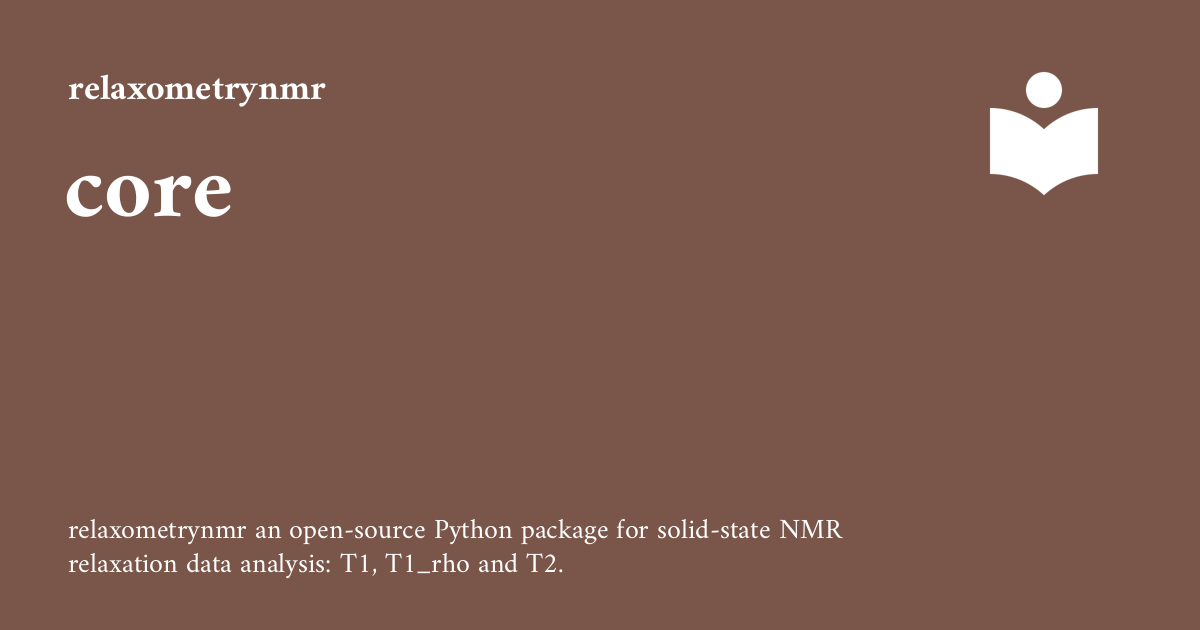 relaxometrynmr
core
relaxometrynmr an open-source Python package for solid-state NMR
relaxation data analysis: T1, T1_rho and T2.